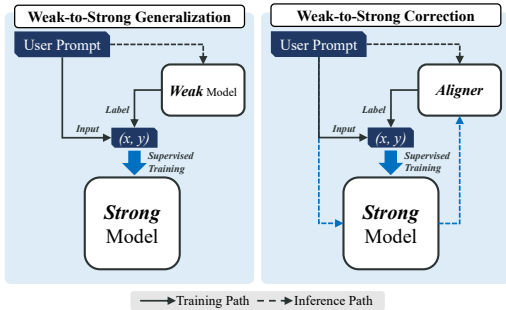 Weak-to-Strong Generalization
User Prompt
Weak Model
Label
Input
(x, y)
Supervised
Training
Strong
Model
Weak-to-Strong Correction
User Prompt
Aligner
Label
Input
(x, y)
Supervised
Training
Strong
Model
Training Path
Inference Path